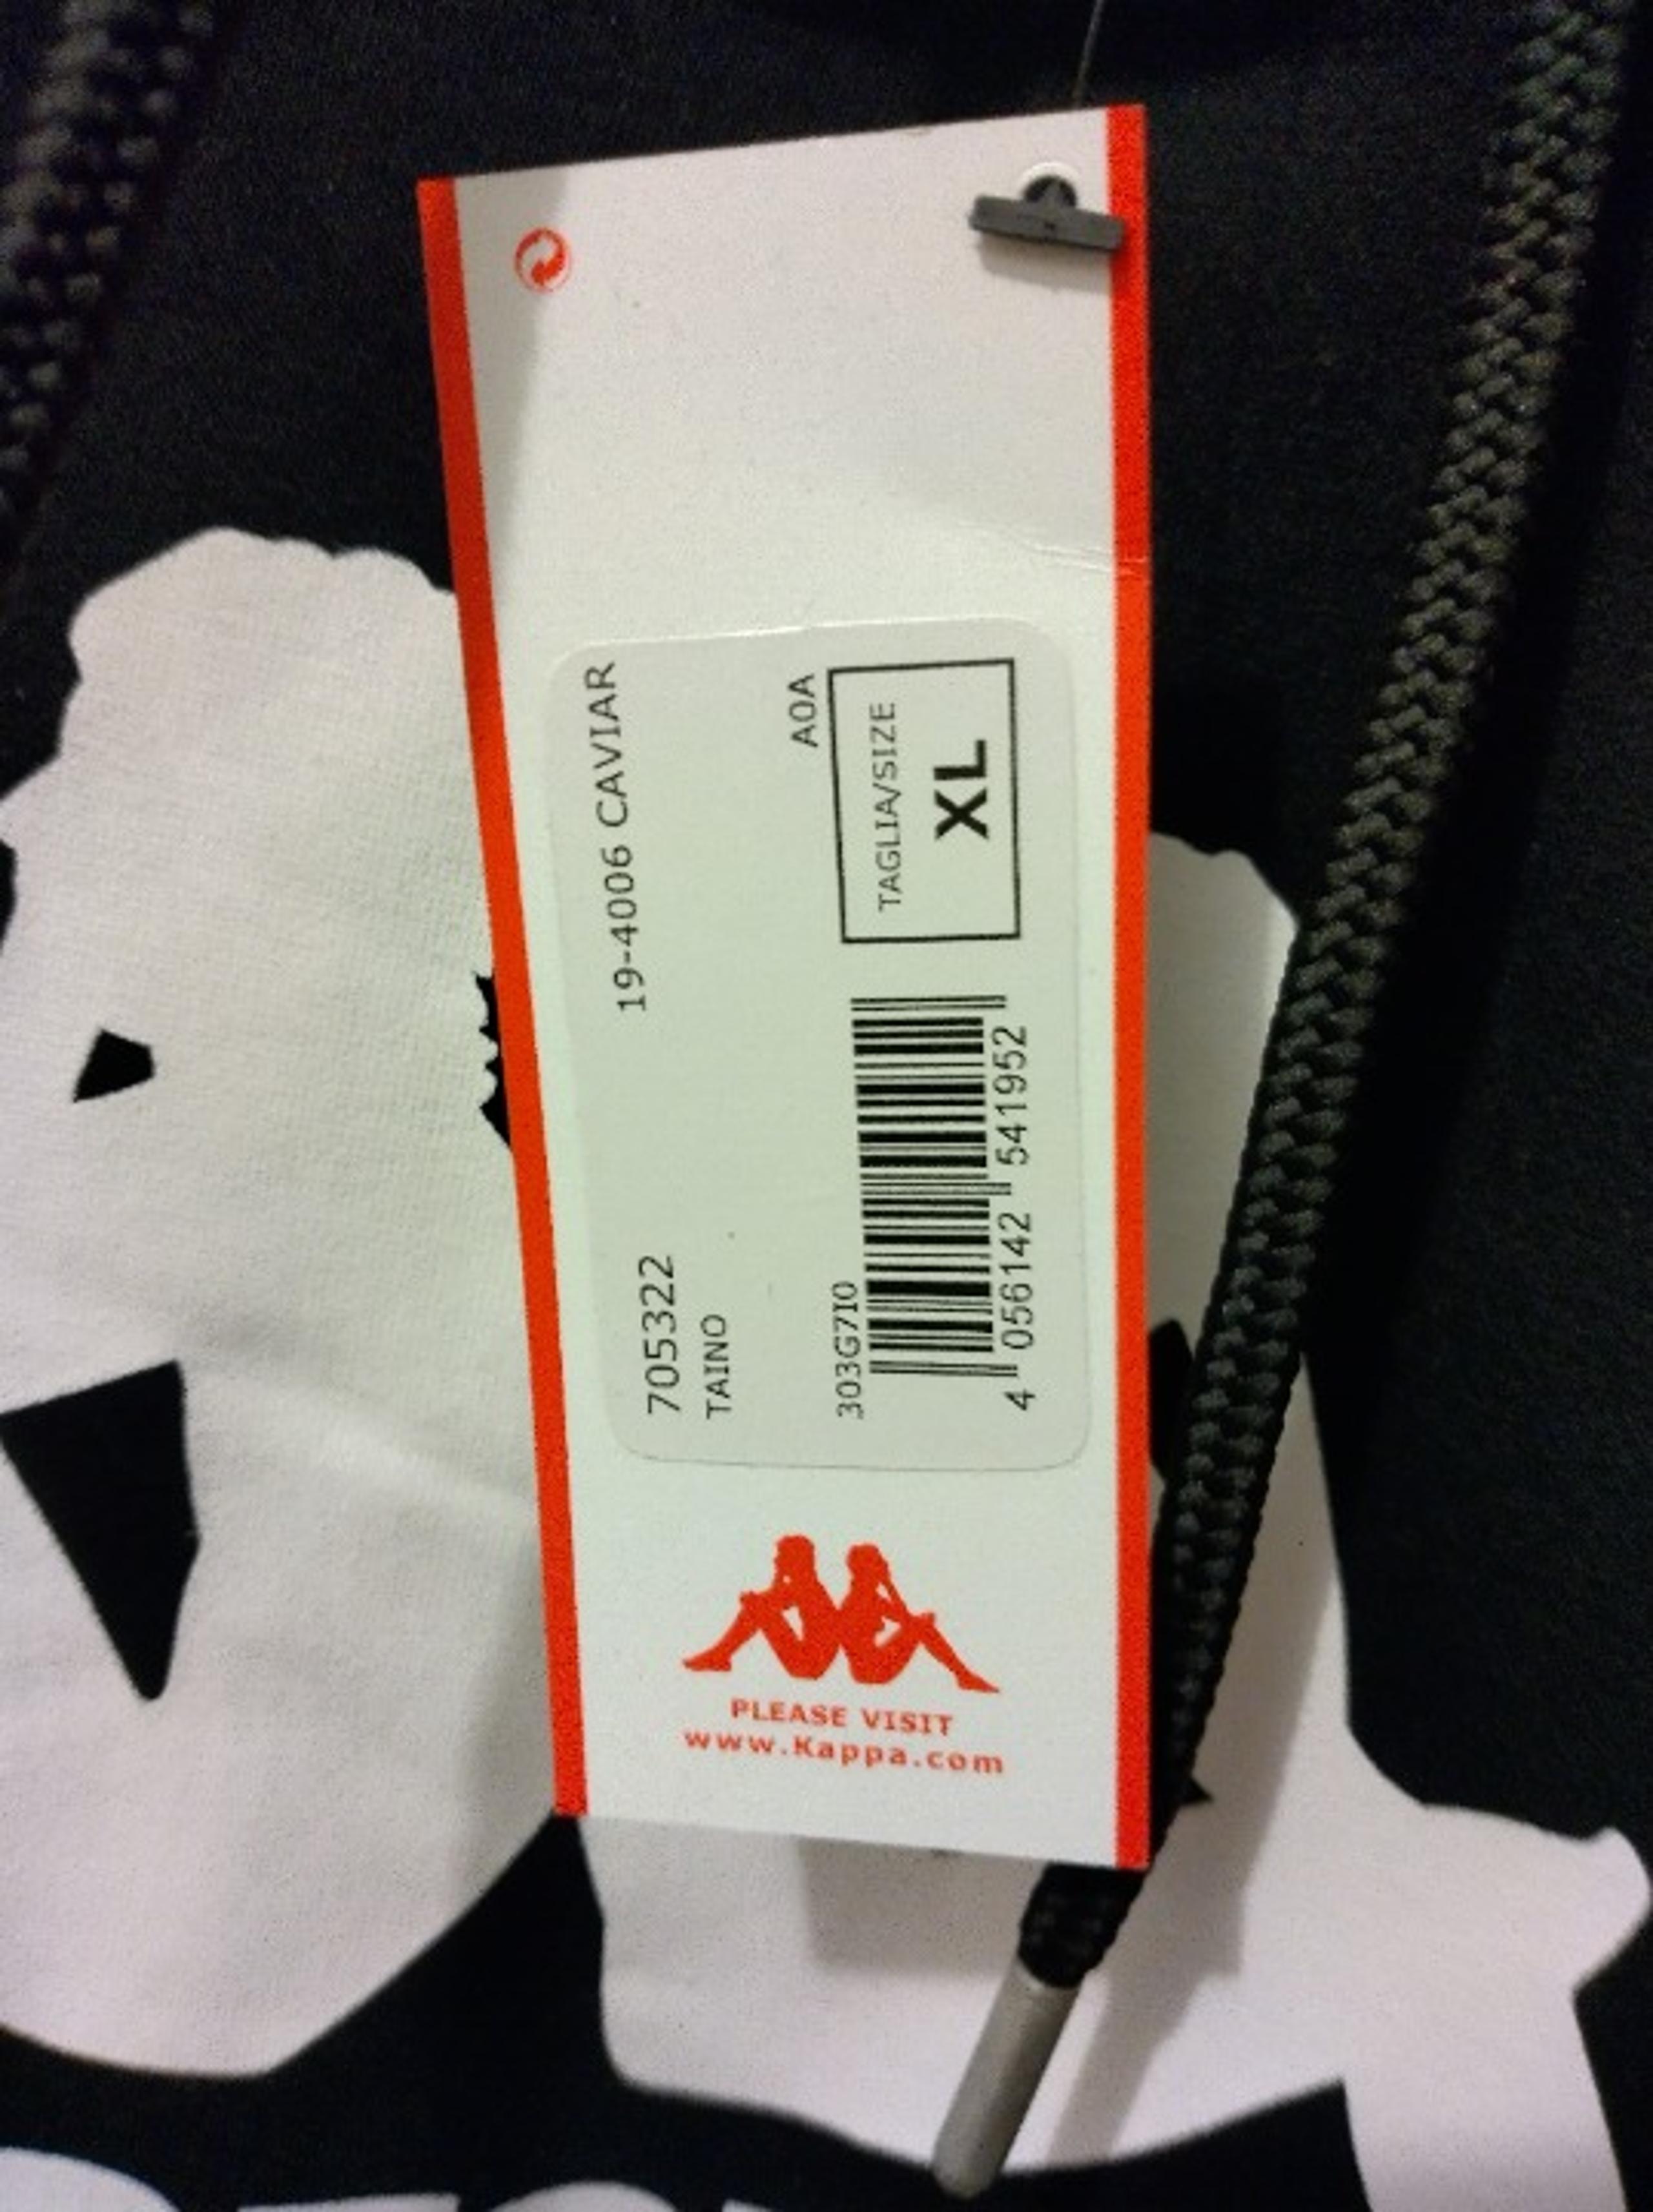 705322 19-4006 CAVIAR
TAINO
303G7I0 A0A
TAGLIA/SIZE
XL
4 056142 541952
PLEASE VISIT
www.Kappa.com